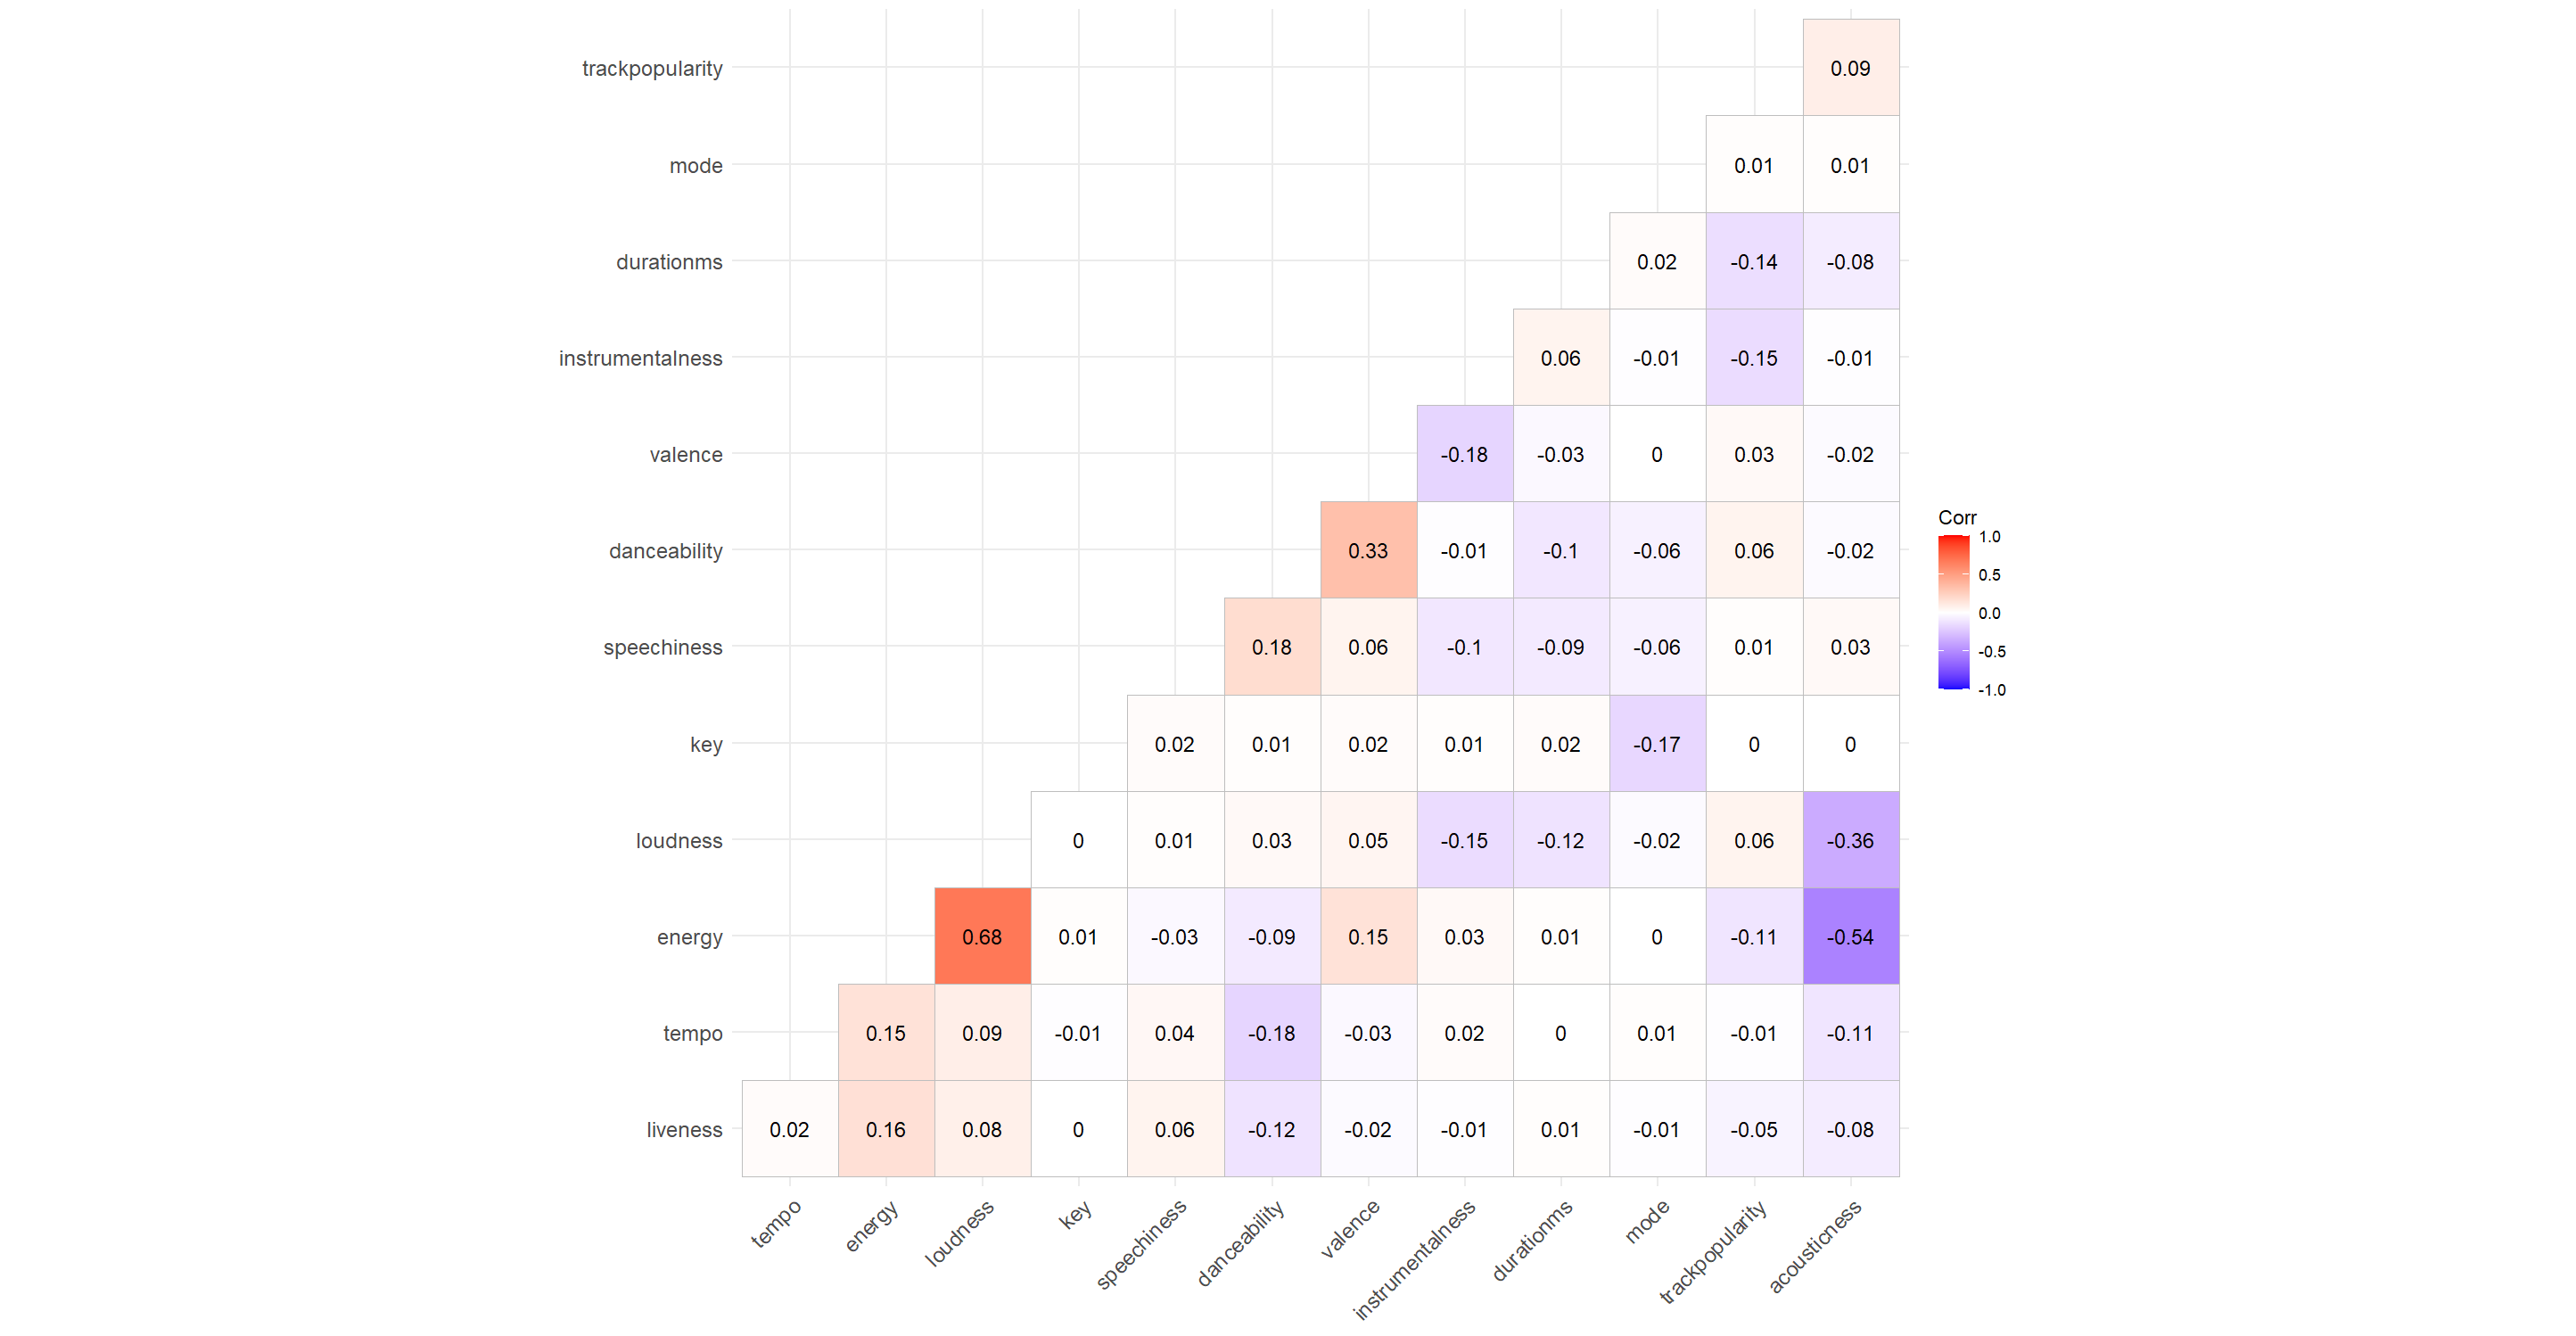 trackpopularity 0.09
mode 0.01 0.01
durationms 0.02 -0.14 -0.08
instrumentalness 0.06 -0.01 -0.15 -0.01
valence -0.18 -0.03 0 0.03 -0.02
danceability 0.33 -0.01 -0.1 -0.06 0.06 -0.02
speechiness 0.18 0.06 -0.1 -0.09 -0.06 0.01 0.03
key 0.02 0.01 0.02 0.01 0.02 -0.17 0 0
loudness 0 0.01 0.03 0.05 -0.15 -0.12 -0.02 0.06 -0.36
energy 0.68 0.01 -0.03 -0.09 0.15 0.03 0.01 0 -0.11 -0.54
tempo 0.15 0.09 -0.01 0.04 -0.18 -0.03 0.02 0 0.01 -0.01 -0.11
liveness 0.02 0.16 0.08 0 0.06 -0.12 -0.02 -0.01 0.01 -0.01 -0.05 -0.08
tempo energy loudness key speechiness danceability valence instrumentalness durationms mode trackpopularity acousticness
Corr
1.0
0.5
0.0
-0.5
-1.0